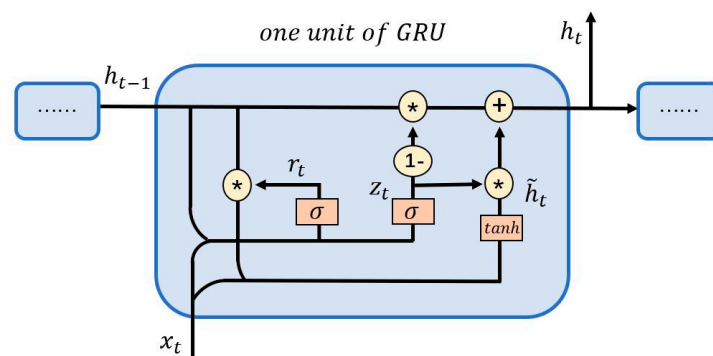 one unit of GRU
h_t
h_{t−1}
......
......
*
+
1-
r_t
z_t
*
*
h̃_t
σ
σ
tanh
x_t